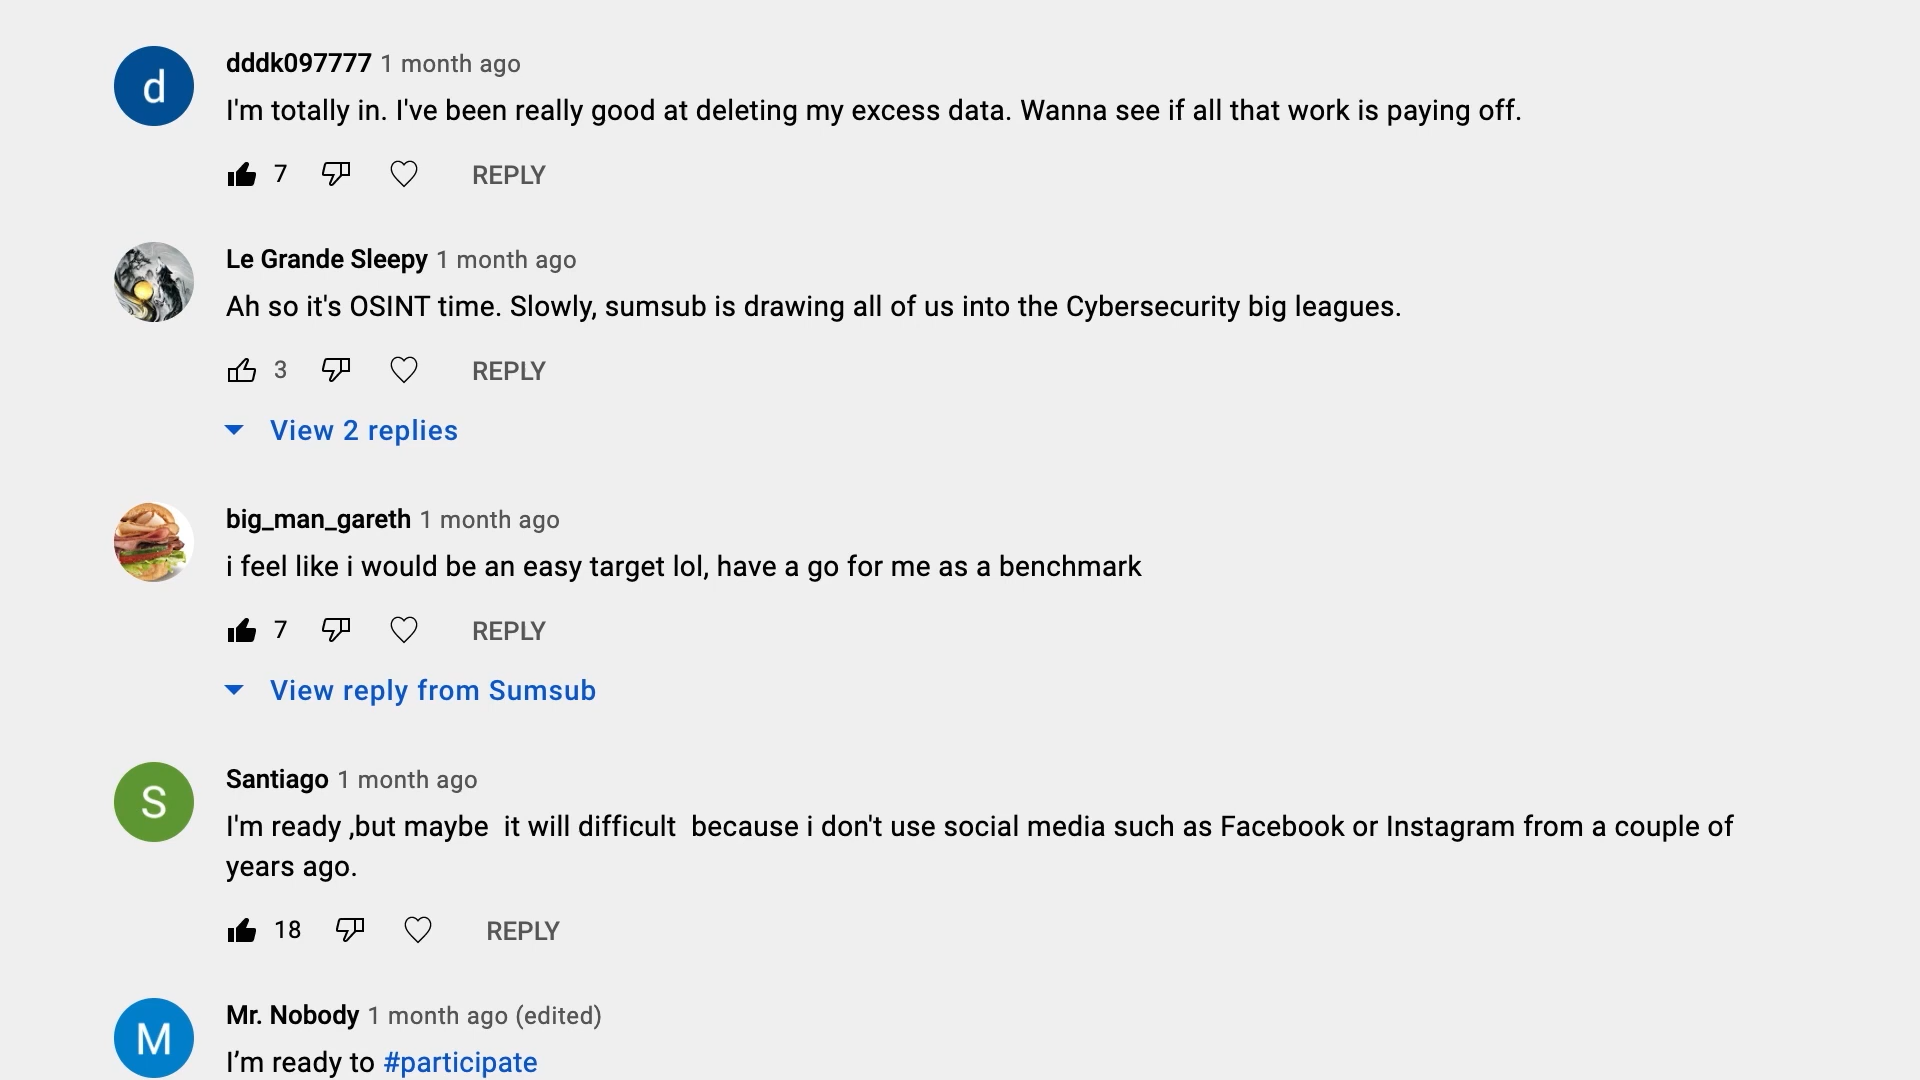 d
dddk097777 1 month ago
I'm totally in. I've been really good at deleting my excess data. Wanna see if all that work is paying off.
7 REPLY
Le Grande Sleepy 1 month ago
Ah so it's OSINT time. Slowly, sumsub is drawing all of us into the Cybersecurity big leagues.
3 REPLY
View 2 replies
big_man_gareth 1 month ago
i feel like i would be an easy target lol, have a go for me as a benchmark
7 REPLY
View reply from Sumsub
S
Santiago 1 month ago
I'm ready ,but maybe  it will difficult  because i don't use social media such as Facebook or Instagram from a couple of
years ago.
18 REPLY
M
Mr. Nobody 1 month ago (edited)
I’m ready to #participate